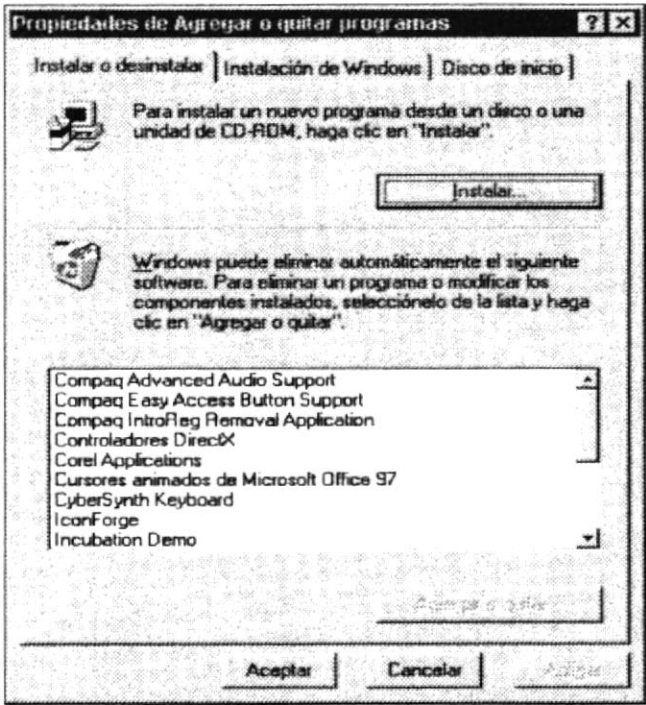 Propiedades de Agregar o quitar programas
Instalar o desinstalar
Instalación de Windows
Disco de inicio
Para instalar un nuevo programa desde un disco o una
unidad de CD-ROM, haga clic en "Instalar".
Instalar...
Windows puede eliminar automáticamente el siguiente
software. Para eliminar un programa o modificar los
componentes instalados, selecciónelo de la lista y haga
clic en "Agregar o quitar".
Compaq Advanced Audio Support
Compaq Easy Access Button Support
Compaq IntroReg Removal Application
Controladores DirectX
Corel Applications
Cursores animados de Microsoft Office 97
CyberSynth Keyboard
IconForge
Incubation Demo
Agregar o quitar...
Aceptar
Cancelar
Aplicar